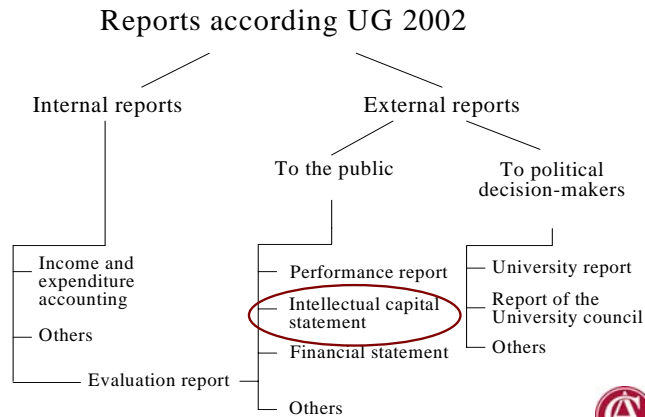 Reports according UG 2002
Internal reports
External reports
To the public
To political
decision-makers
Income and
expenditure
accounting
Others
Evaluation report
Performance report
Intellectual capital
statement
Financial statement
Others
University report
Report of the
University council
Others